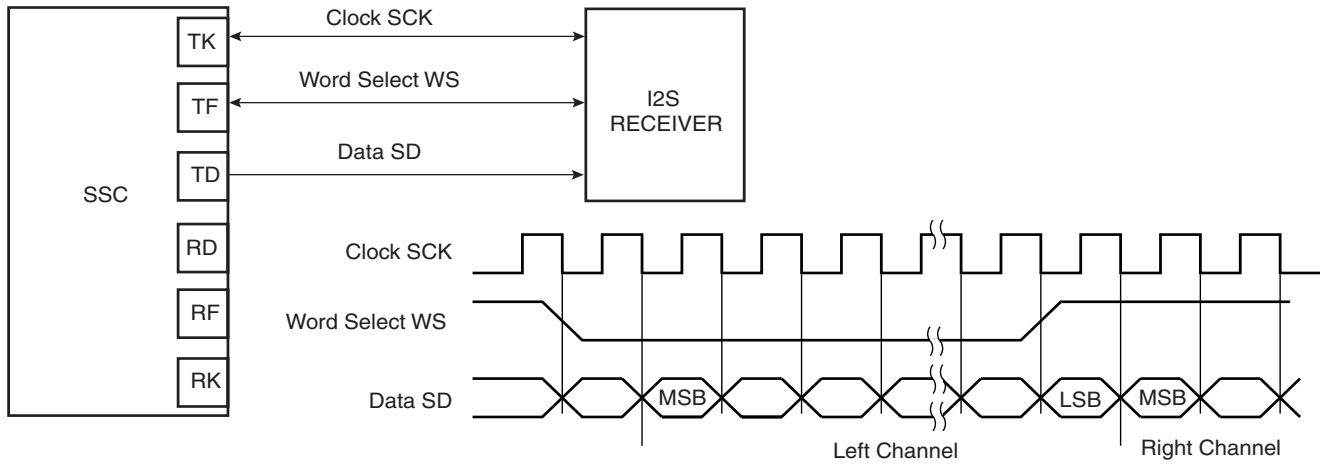 Clock SCK
TK
Word Select WS
TF
I2S
RECEIVER
Data SD
TD
SSC
RD
Clock SCK
RF
Word Select WS
RK
Data SD
MSB
LSB
MSB
Left Channel
Right Channel